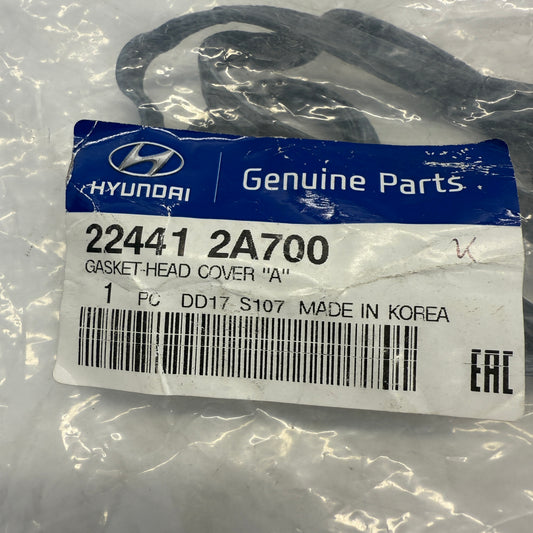 HYUNDAI
Genuine Parts
22441 2A700
GASKET-HEAD COVER "A"
1 PC DD17 S107 MADE IN KOREA
EAC